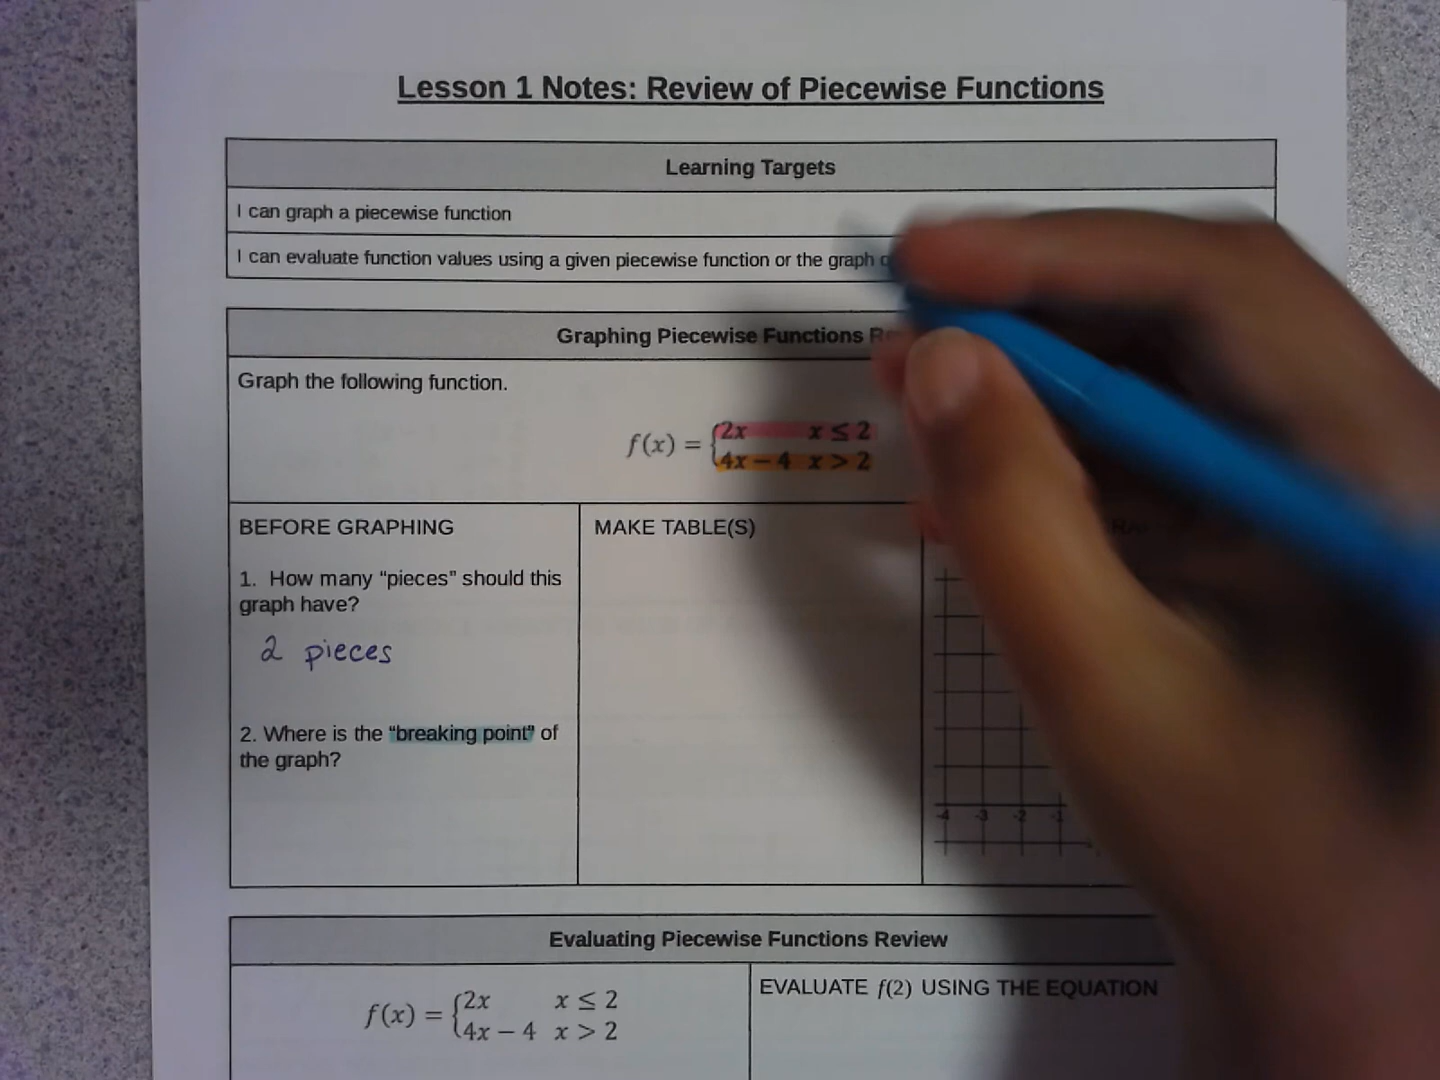 Lesson 1 Notes: Review of Piecewise Functions
Learning Targets
I can graph a piecewise function
I can evaluate function values using a given piecewise function or the graph
Graphing Piecewise Functions
Graph the following function.
f(x) = {2x x ≤ 2
4x − 4 x > 2
BEFORE GRAPHING
1. How many “pieces” should this
graph have?
2 pieces
2. Where is the “breaking point” of
the graph?
MAKE TABLE(S)
-4 -3 -2 -1
Evaluating Piecewise Functions Review
f(x) = {2x x ≤ 2
4x − 4 x > 2
EVALUATE f(2) USING THE EQUATION